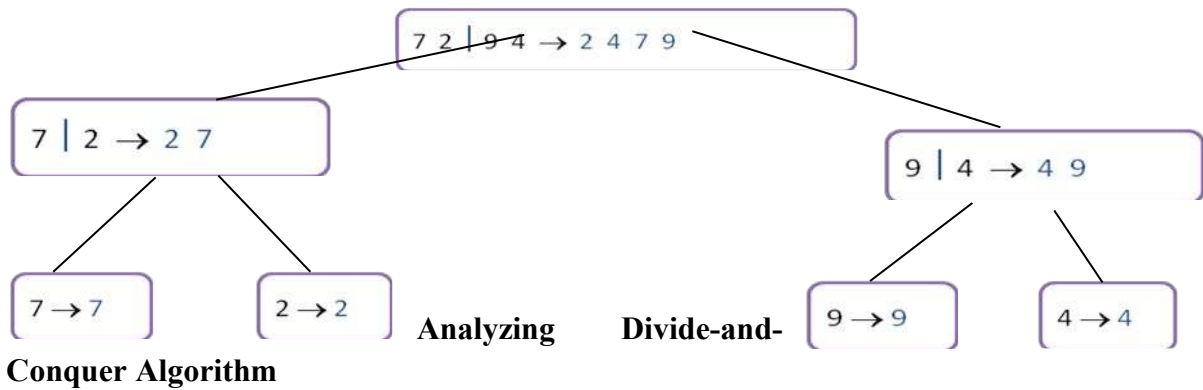 7 2 | 9 4 → 2 4 7 9
7 | 2 → 2 7
9 | 4 → 4 9
7 → 7
2 → 2
9 → 9
4 → 4
Analyzing Divide-and-
Conquer Algorithm